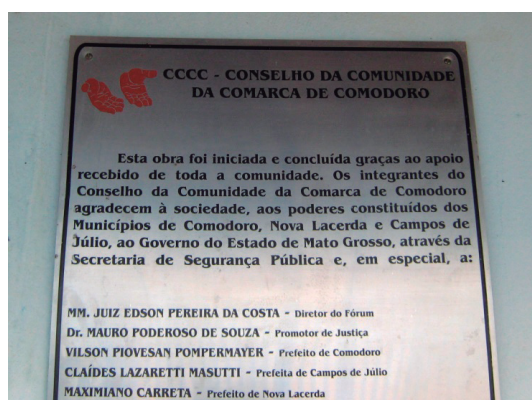 CCCC - CONSELHO DA COMUNIDADE
DA COMARCA DE COMODORO
Esta obra foi iniciada e concluída graças ao apoio
recebido de toda a comunidade. Os integrantes do
Conselho da Comunidade da Comarca de Comodoro
agradecem à sociedade, aos poderes constituídos dos
Municípios de Comodoro, Nova Lacerda e Campos de
Júlio, ao Governo do Estado de Mato Grosso, através da
Secretaria de Segurança Pública e, em especial, a:
MM. JUIZ EDSON PEREIRA DA COSTA - Diretor do Fórum
Dr. MAURO PODEROSO DE SOUZA - Promotor de Justiça
VILSON PIOVESAN POMPERMAYER - Prefeito de Comodoro
CLAÍDES LAZARETTI MASUTTI - Prefeita de Campos de Júlio
MAXIMIANO CARRETA - Prefeito de Nova Lacerda